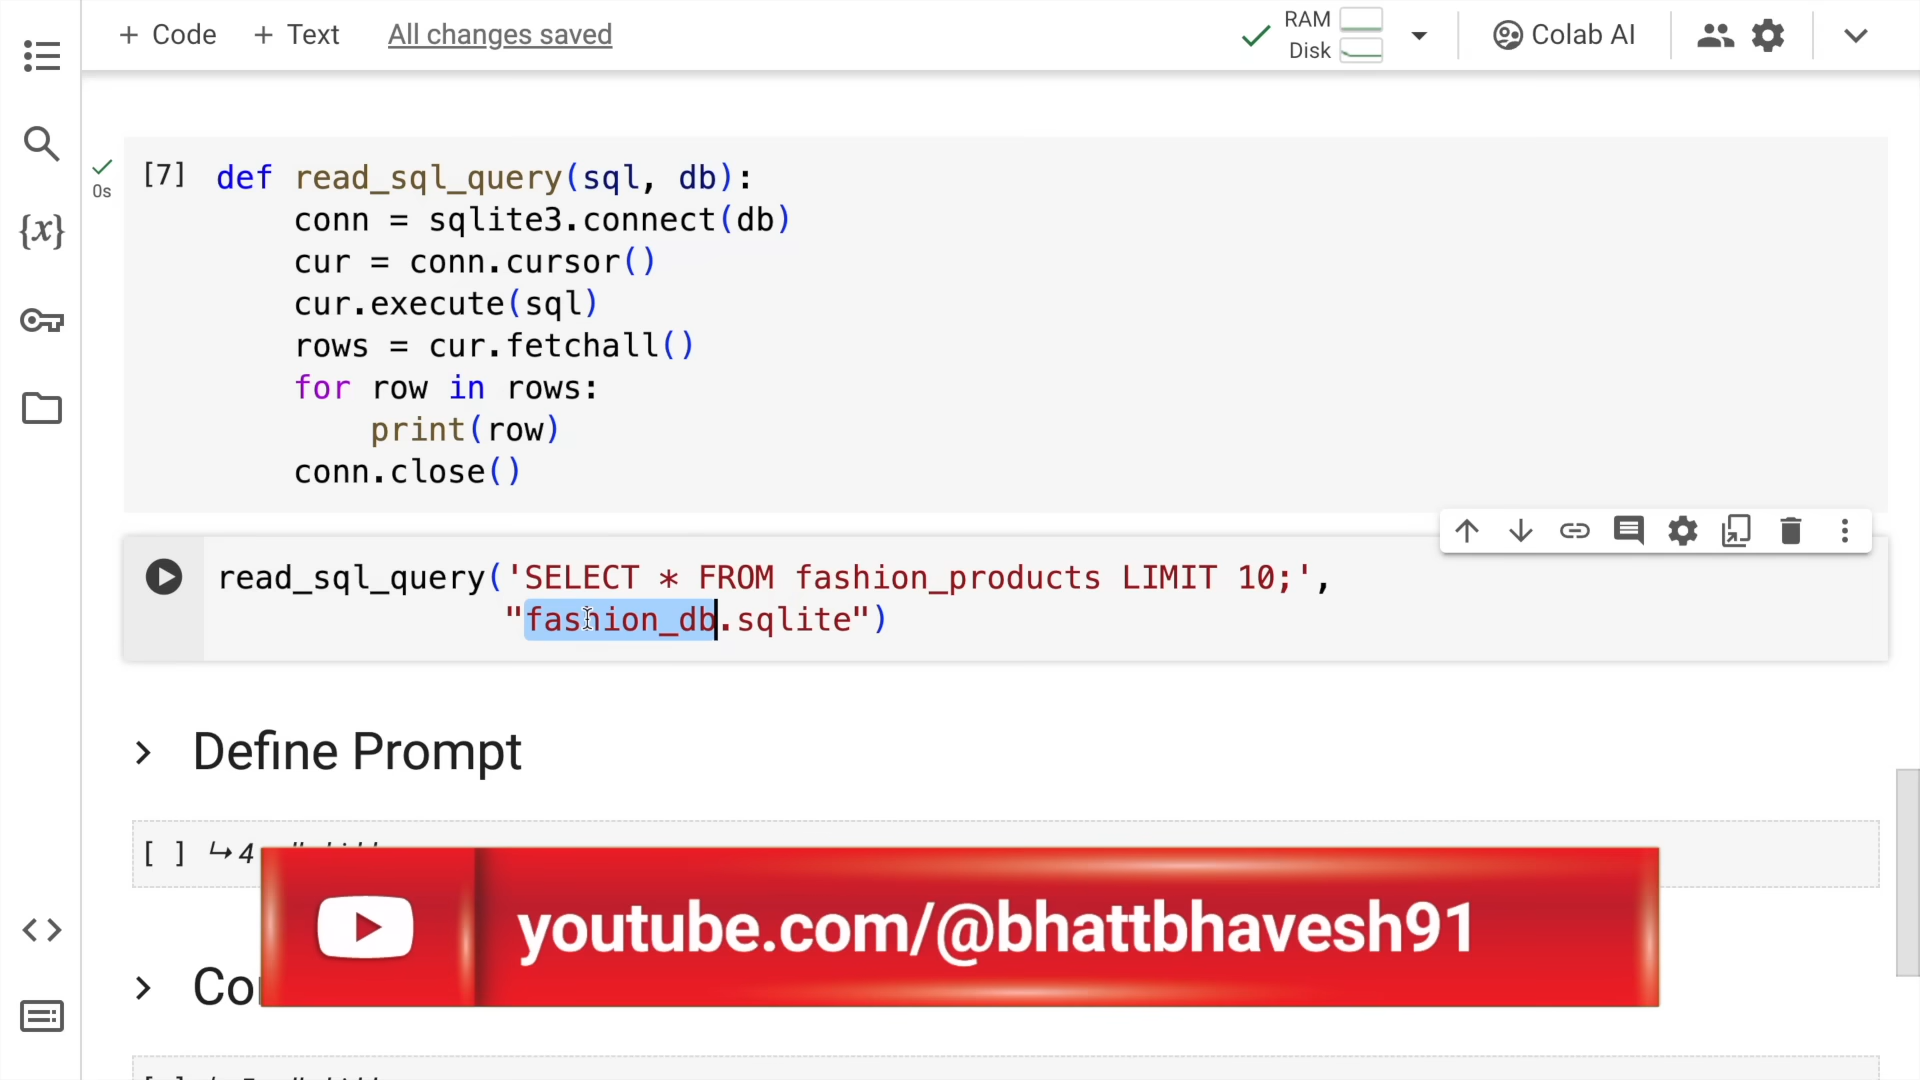 + Code + Text All changes saved
RAM
Disk
Colab AI
{x}
[7] def read_sql_query(sql, db):
0s
conn = sqlite3.connect(db)
cur = conn.cursor()
cur.execute(sql)
rows = cur.fetchall()
for row in rows:
print(row)
conn.close()
read_sql_query('SELECT * FROM fashion_products LIMIT 10;',
"fashion_db.sqlite")
Define Prompt
[ ] ↳ 4
youtube.com/@bhattbhavesh91